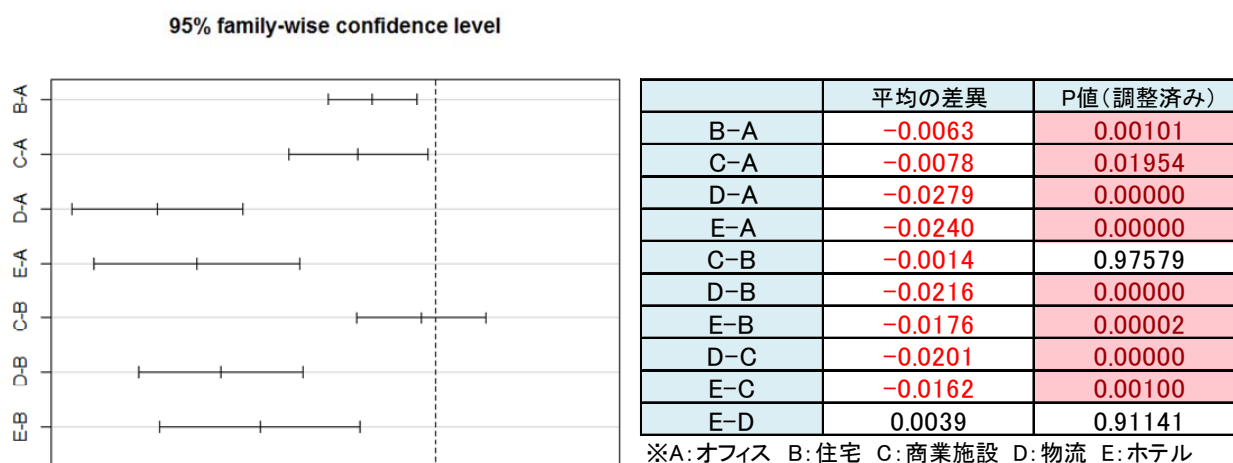 95% family-wise confidence level
B-A
C-A
D-A
E-A
C-B
D-B
E-B
平均の差異 P値(調整済み)
B-A -0.0063 0.00101
C-A -0.0078 0.01954
D-A -0.0279 0.00000
E-A -0.0240 0.00000
C-B -0.0014 0.97579
D-B -0.0216 0.00000
E-B -0.0176 0.00002
D-C -0.0201 0.00000
E-C -0.0162 0.00100
E-D 0.0039 0.91141
※A:オフィス B:住宅 C:商業施設 D:物流 E:ホテル